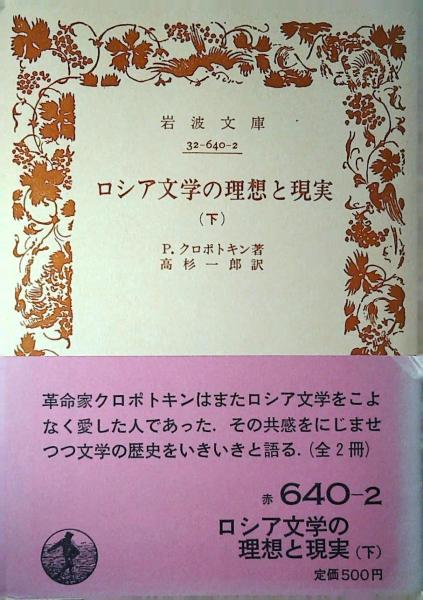 岩波文庫
32-640-2
ロシア文学の理想と現実
(下)
P.クロポトキン著
高杉一郎訳
革命家クロポトキンはまたロシア文学をこよ
なく愛した人であった．その共感をにじませ
つつ文学の歴史をいきいきと語る．(全2冊)
赤 640-2
ロシア文学の
理想と現実(下)
定価500円